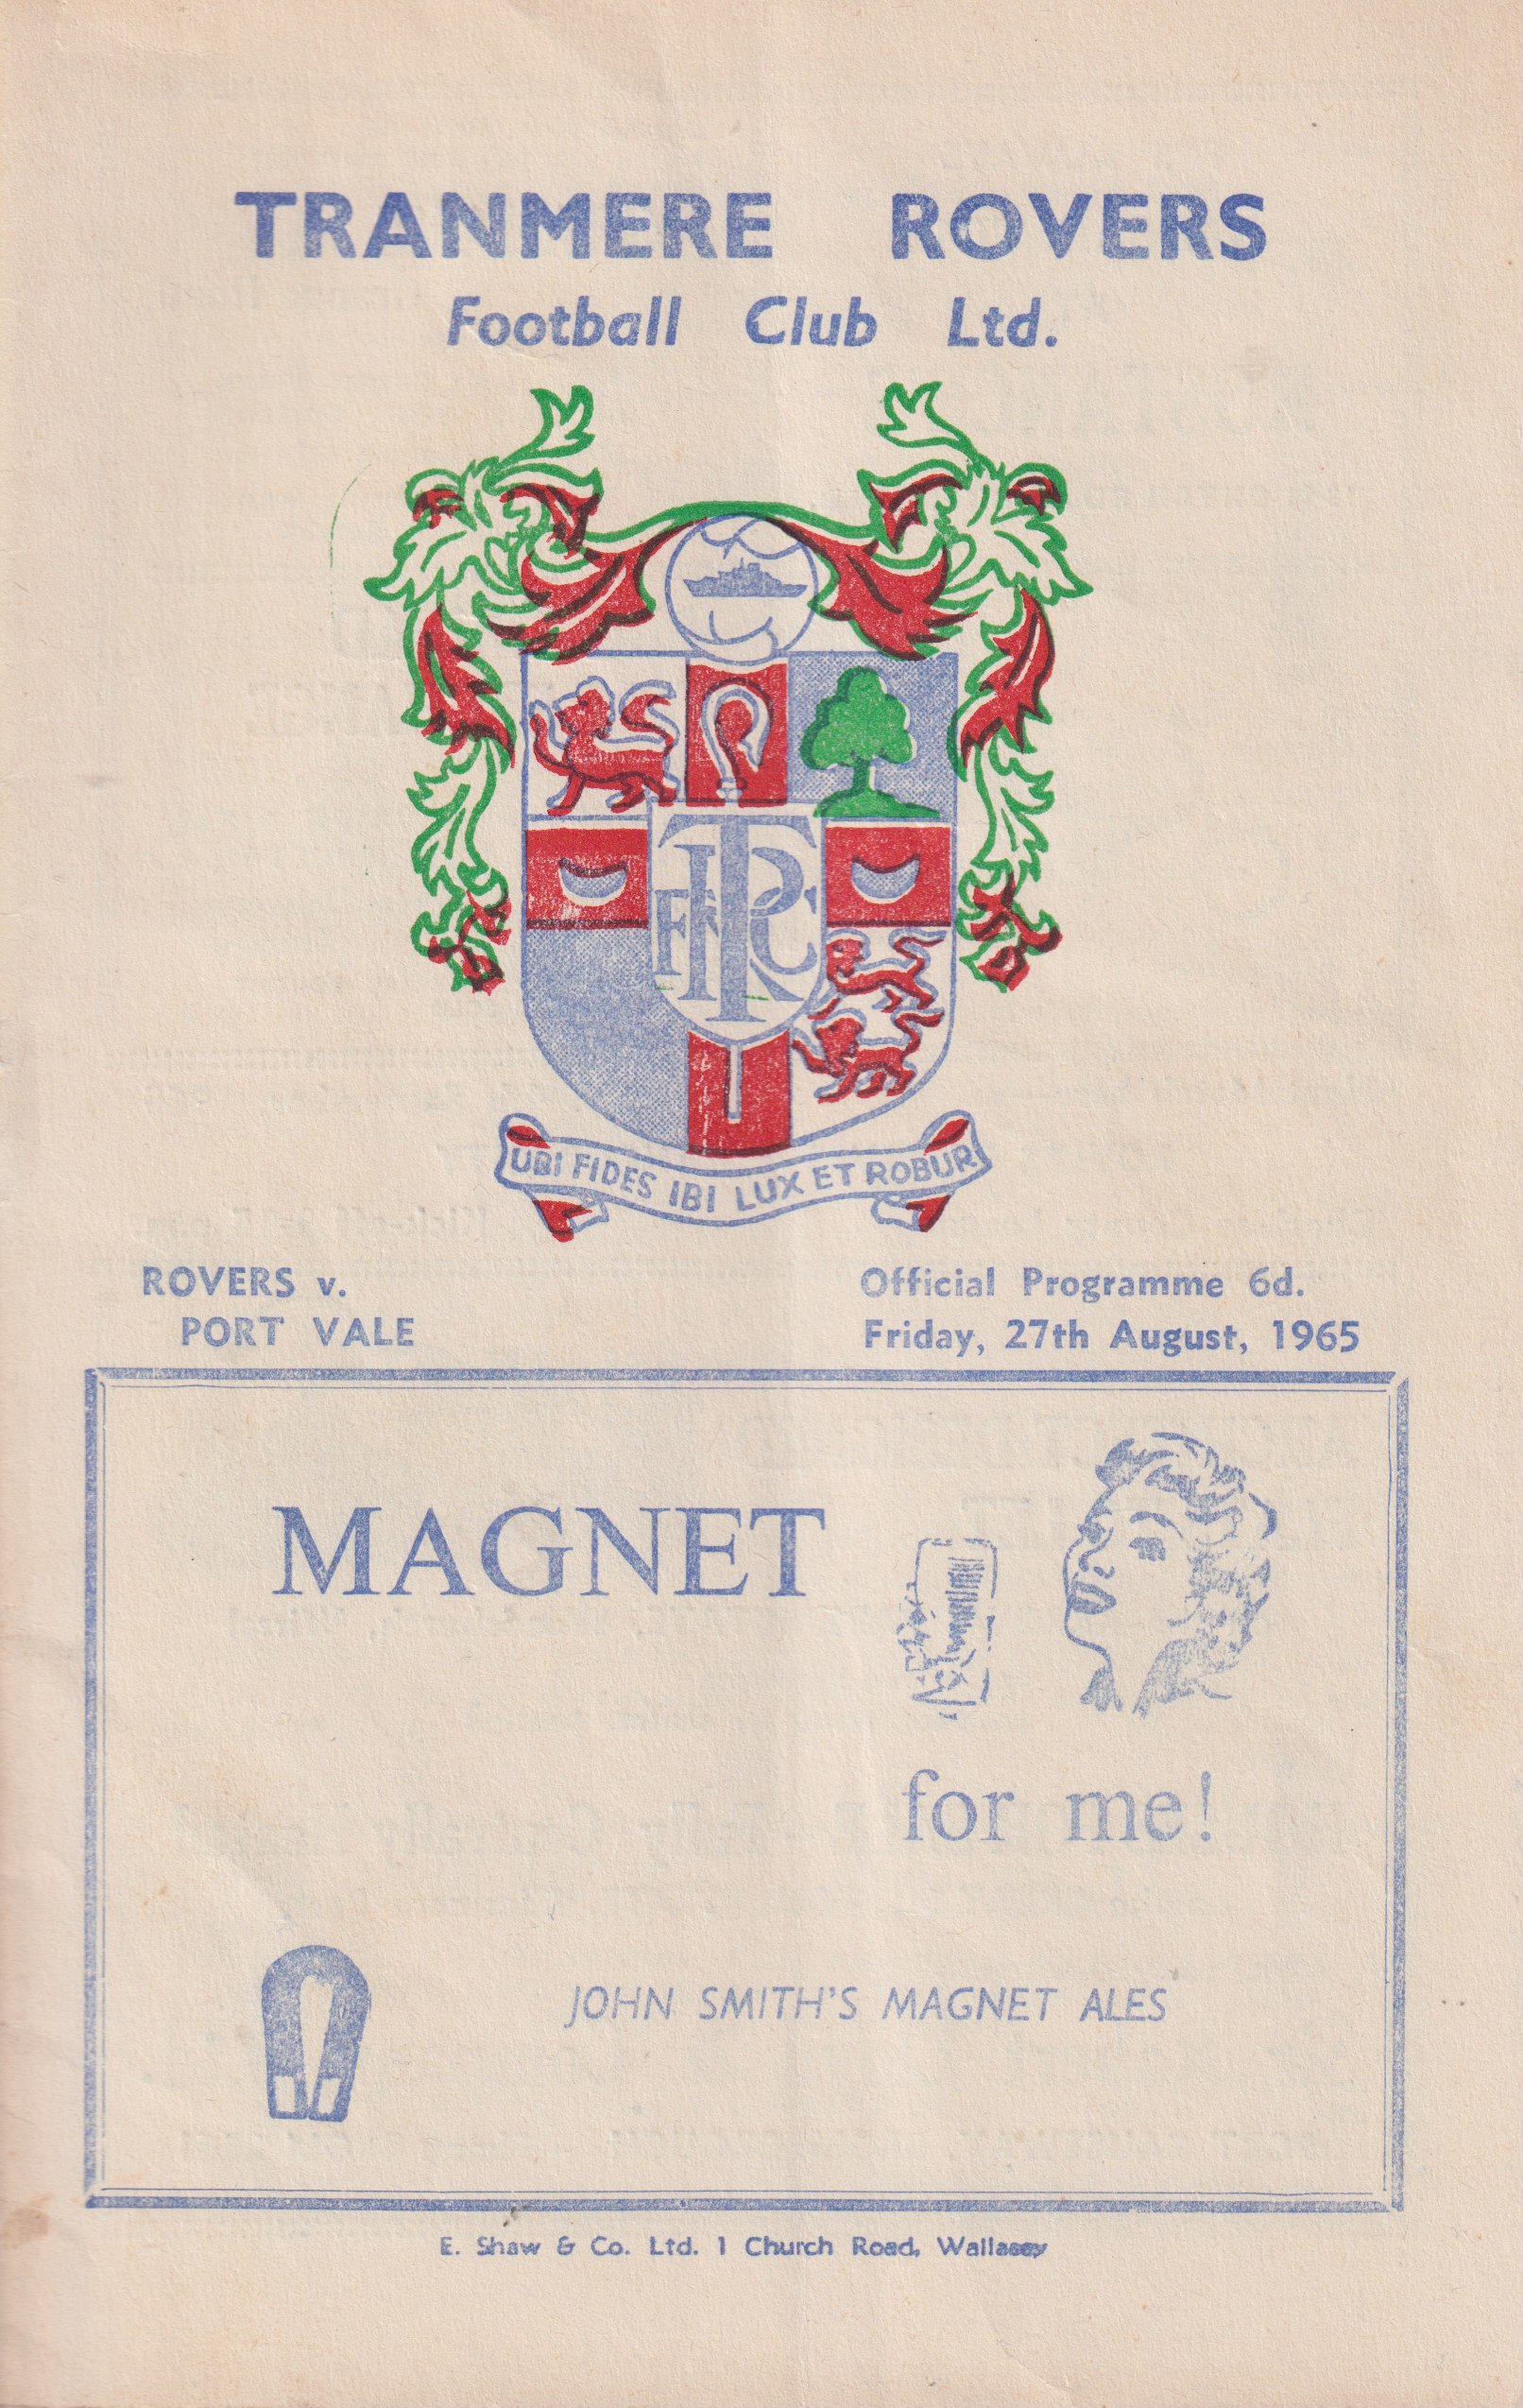 TRANMERE ROVERS
Football Club Ltd.
UBI FIDES IBI LUX ET ROBUR
ROVERS v.
PORT VALE
Official Programme 6d.
Friday, 27th August, 1965
MAGNET
for me!
JOHN SMITH'S MAGNET ALES
E. Shaw & Co. Ltd. 1 Church Road, Wallasey